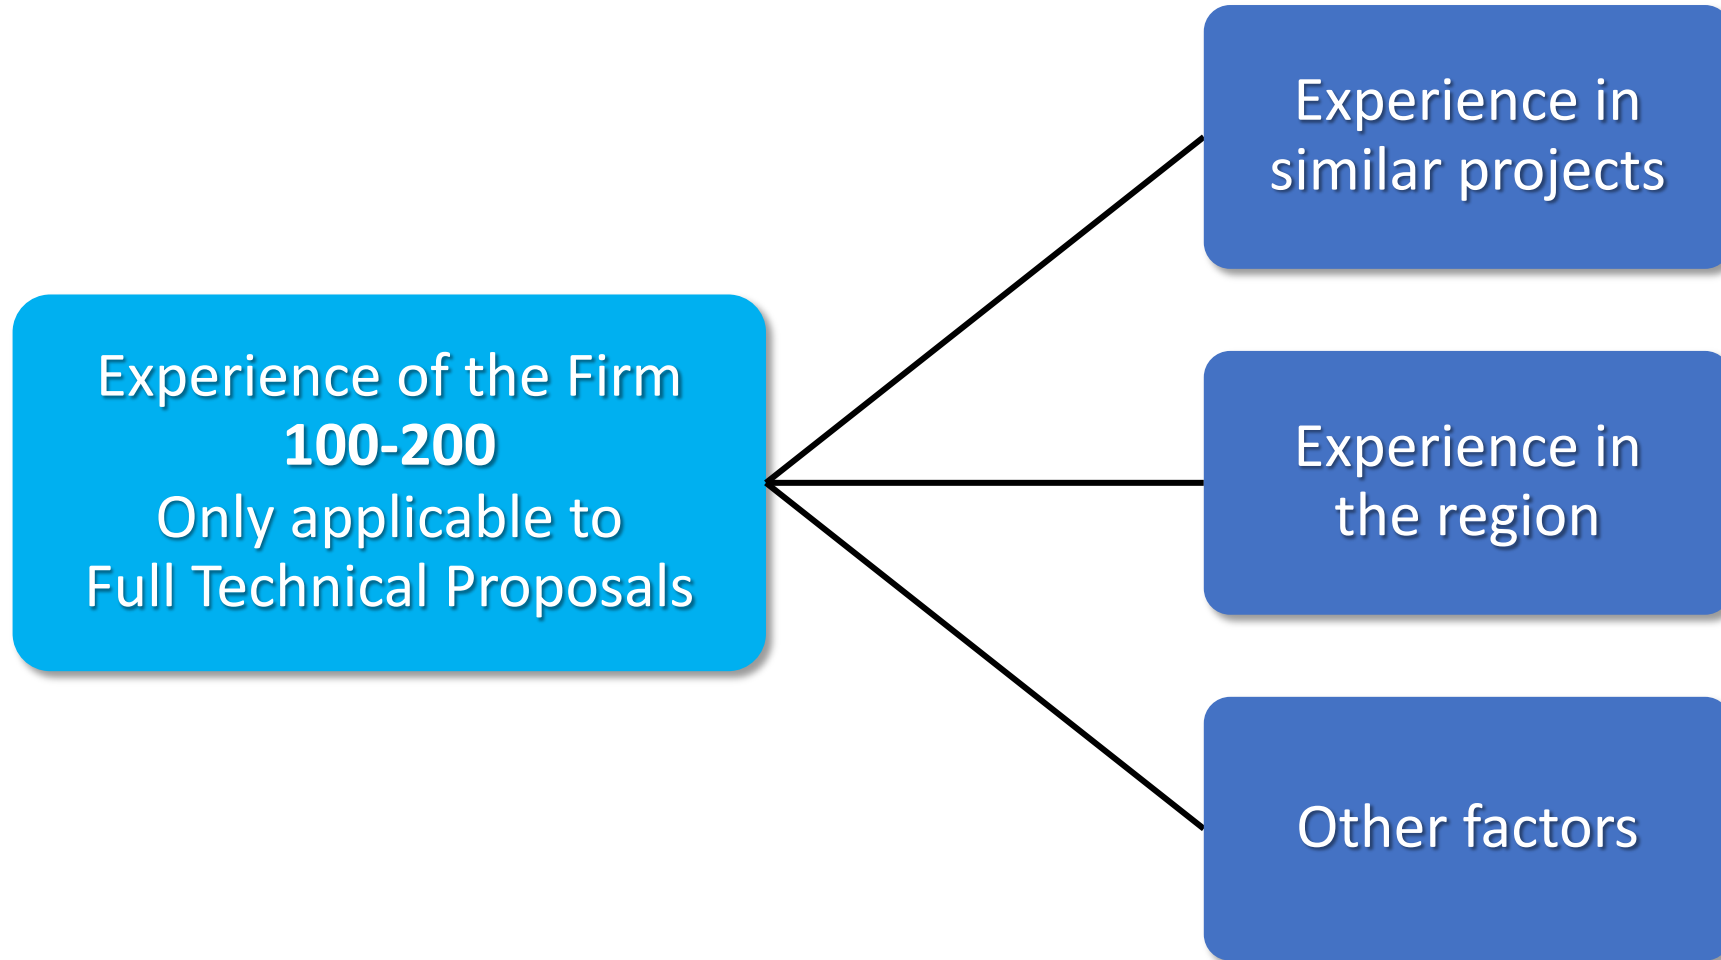 Experience of the Firm
100-200
Only applicable to
Full Technical Proposals
Experience in
similar projects
Experience in
the region
Other factors